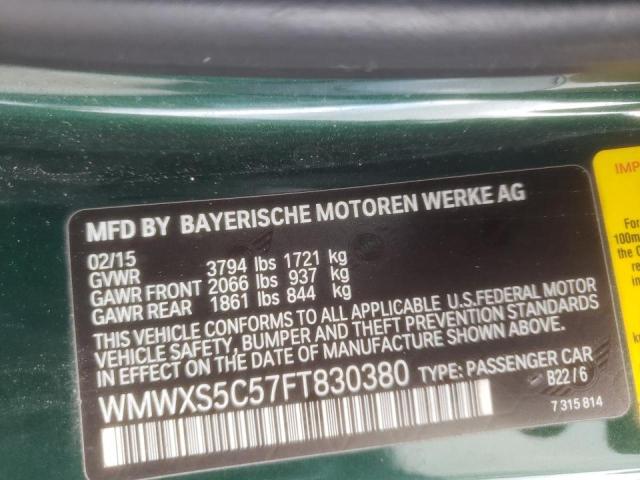 MFD BY BAYERISCHE MOTOREN WERKE AG
02/15
GVWR 3794 lbs 1721 kg
GAWR FRONT 2066 lbs 937 kg
GAWR REAR 1861 lbs 844 kg
THIS VEHICLE CONFORMS TO ALL APPLICABLE U.S.FEDERAL MOTOR
VEHICLE SAFETY, BUMPER AND THEFT PREVENTION STANDARDS
IN EFFECT ON THE DATE OF MANUFACTURE SHOWN ABOVE.
WMWXS5C57FT830380 TYPE: PASSENGER CAR
B22/6
7 315 814
IMP
For
100m
the C
re
in